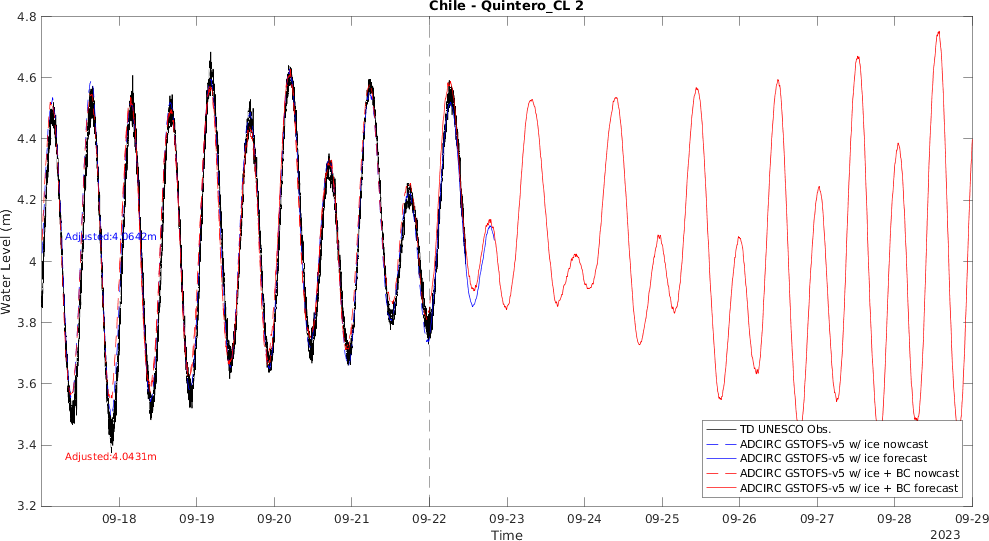 Chile - Quintero_CL 2
4.8
4.6
4.4
4.2
4
3.8
3.6
3.4
3.2
Water Level (m)
Adjusted:4.0642m
Adjusted:4.0431m
TD UNESCO Obs.
ADCIRC GSTOFS-v5 w/ ice nowcast
ADCIRC GSTOFS-v5 w/ ice forecast
ADCIRC GSTOFS-v5 w/ ice + BC nowcast
ADCIRC GSTOFS-v5 w/ ice + BC forecast
09-18 09-19 09-20 09-21 09-22 09-23 09-24 09-25 09-26 09-27 09-28 09-29
Time
2023